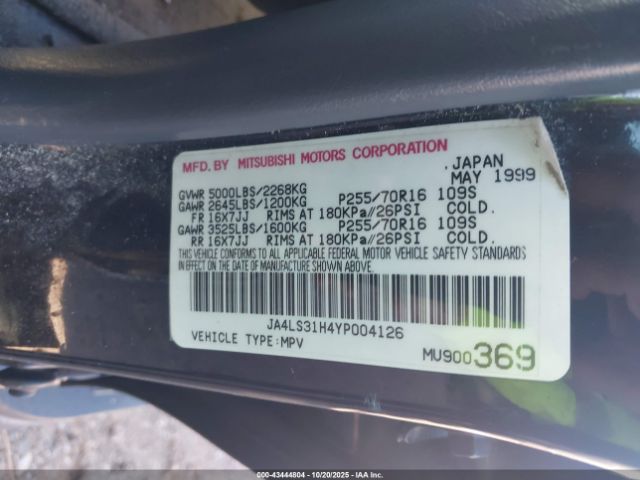 MFD. BY MITSUBISHI MOTORS CORPORATION
JAPAN
MAY 1999
GVWR 5000LBS/2268KG
GAWR 2645LBS/1200KG P255/70R16 109S
FR 16X7JJ RIMS AT 180KPa//26PSI COLD.
GAWR 3525LBS/1600KG P255/70R16 109S
RR 16X7JJ RIMS AT 180KPa//26PSI COLD.
THIS VEHICLE CONFORMS TO ALL APPLICABLE FEDERAL MOTOR VEHICLE SAFETY STANDARDS
IN EFFECT ON THE DATE OF MANUFACTURE SHOWN ABOVE.
JA4LS31H4YP004126
VEHICLE TYPE:MPV
MU900369
000-43444804 | 10/20/2025 | IAA Inc.